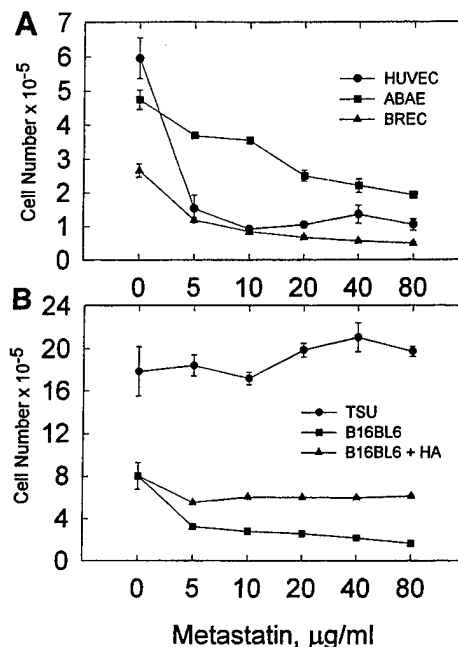 A
Cell Number x 10⁻⁵
7
6
5
4
3
2
1
0
HUVEC
ABAE
BREC
0 5 10 20 40 80
B
Cell Number x 10⁻⁵
24
20
16
12
8
4
0
TSU
B16BL6
B16BL6 + HA
0 5 10 20 40 80
Metastatin, μg/ml